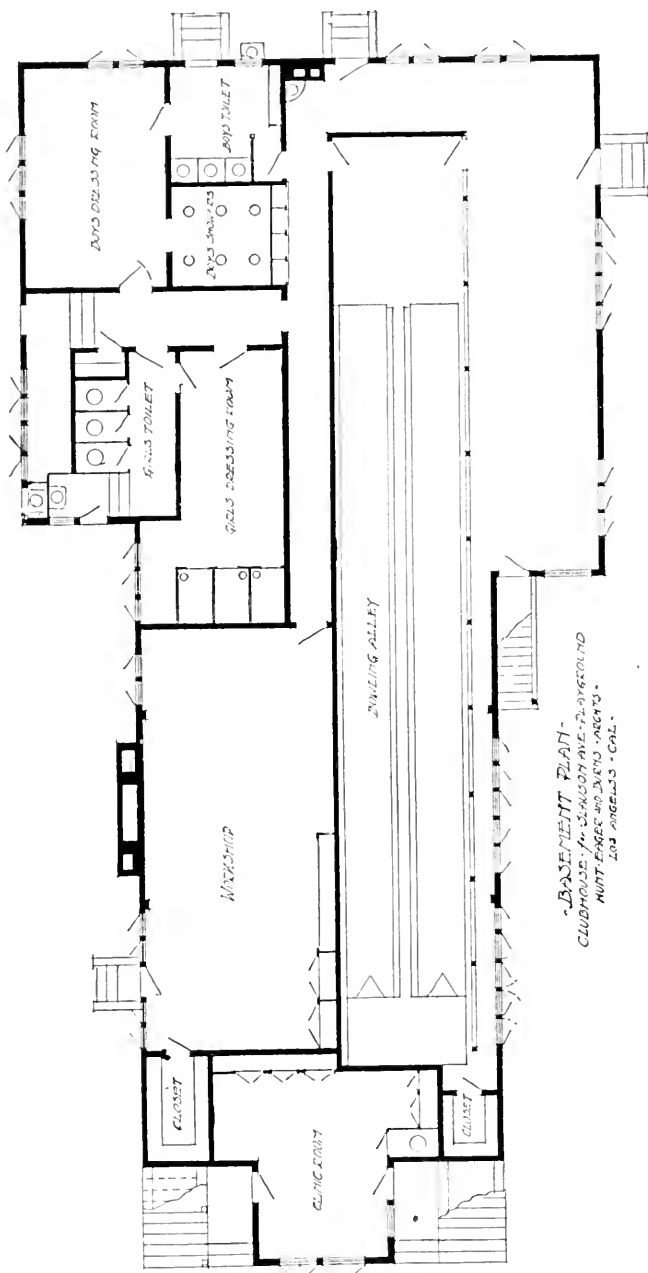 BOYS DRESSING ROOM
BOYS TOILET
BOYS SHOWERS
GIRLS TOILET
GIRLS DRESSING ROOM
BOWLING ALLEY
WORKSHOP
CLOSET
CLINIC ROOM
CLOSET
-BASEMENT PLAN-
CLUBHOUSE · for SLAUSON AVE · PLAYGROUND
HUNT · EAGER AND BURNS · ARCHTS ·
LOS ANGELES · CAL -